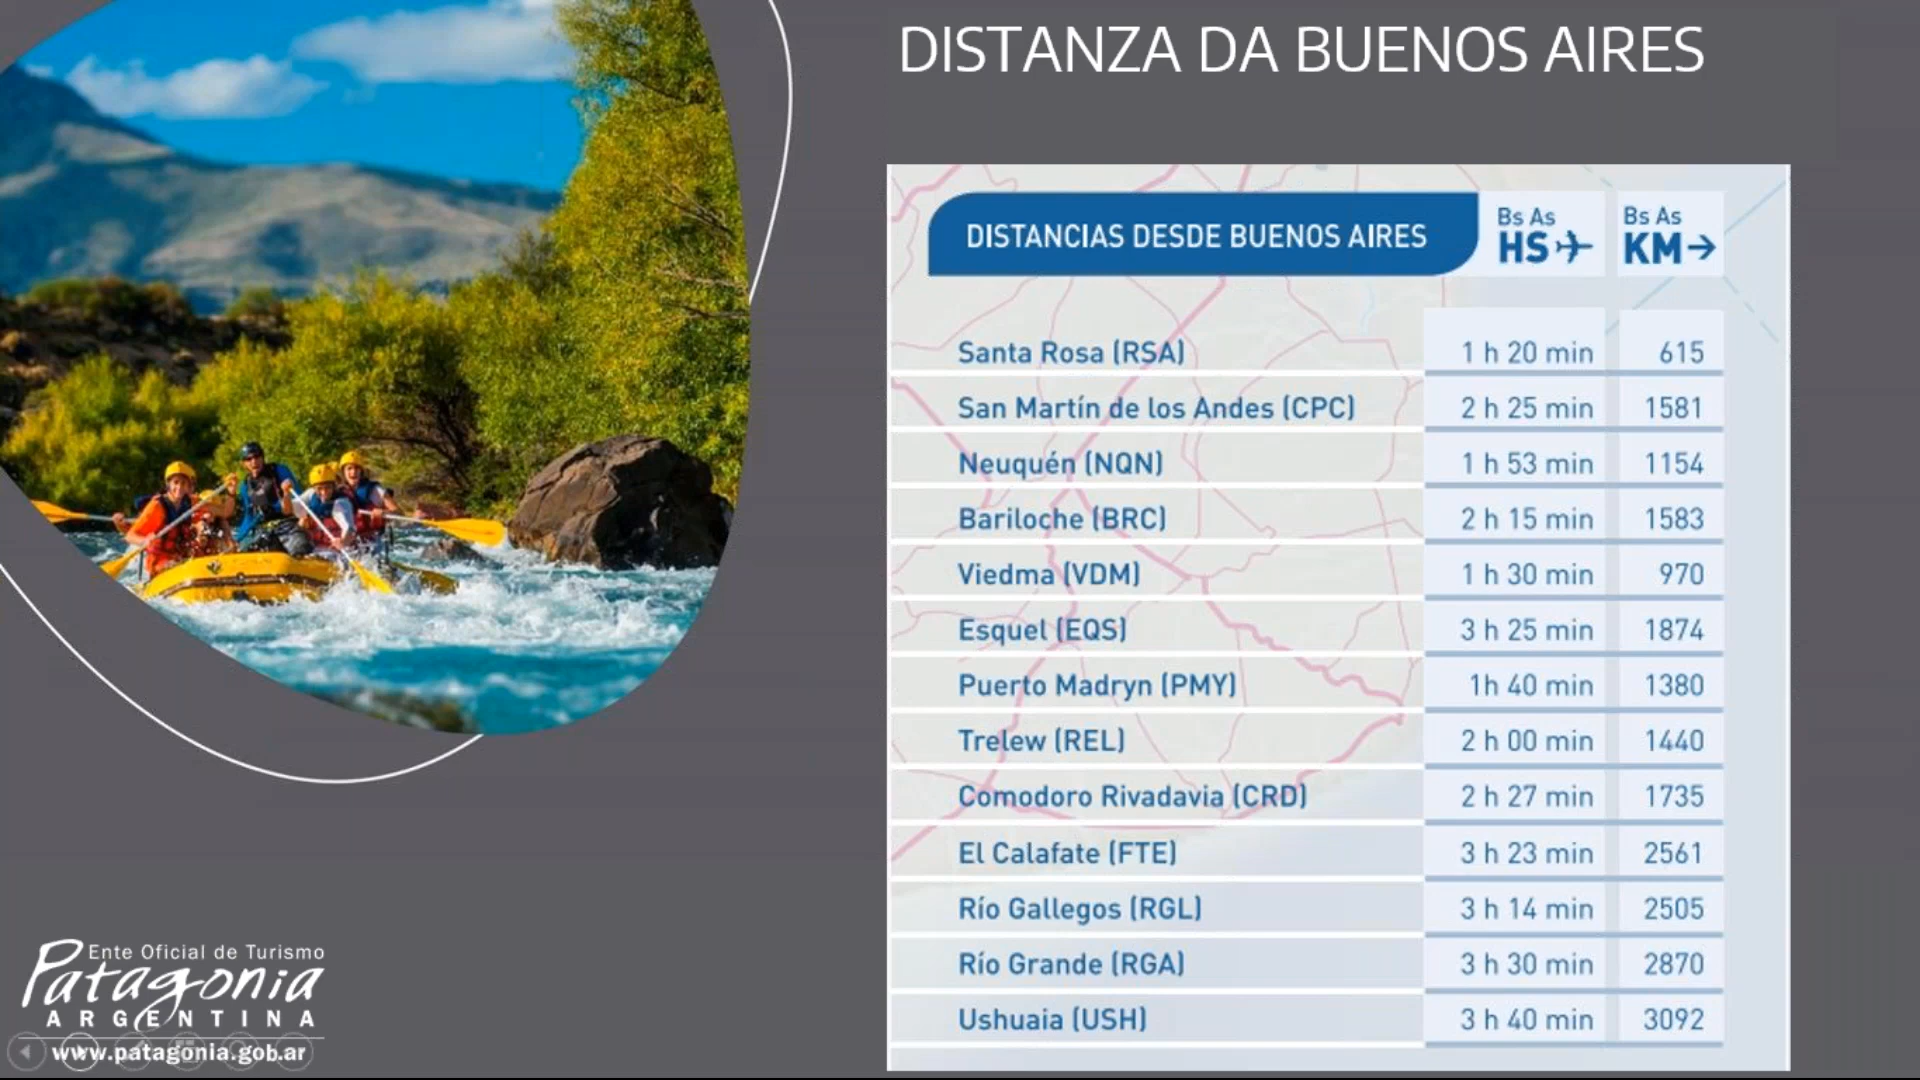 DISTANZA DA BUENOS AIRES
DISTANCIAS DESDE BUENOS AIRES
Bs As
HS
Bs As
KM
Santa Rosa (RSA) 1 h 20 min 615
San Martín de los Andes (CPC) 2 h 25 min 1581
Neuquén (NQN) 1 h 53 min 1154
Bariloche (BRC) 2 h 15 min 1583
Viedma (VDM) 1 h 30 min 970
Esquel (EQS) 3 h 25 min 1874
Puerto Madryn (PMY) 1h 40 min 1380
Trelew (REL) 2 h 00 min 1440
Comodoro Rivadavia (CRD) 2 h 27 min 1735
El Calafate (FTE) 3 h 23 min 2561
Río Gallegos (RGL) 3 h 14 min 2505
Río Grande (RGA) 3 h 30 min 2870
Ushuaia (USH) 3 h 40 min 3092
Ente Oficial de Turismo
Patagonia
ARGENTINA
www.patagonia.gob.ar